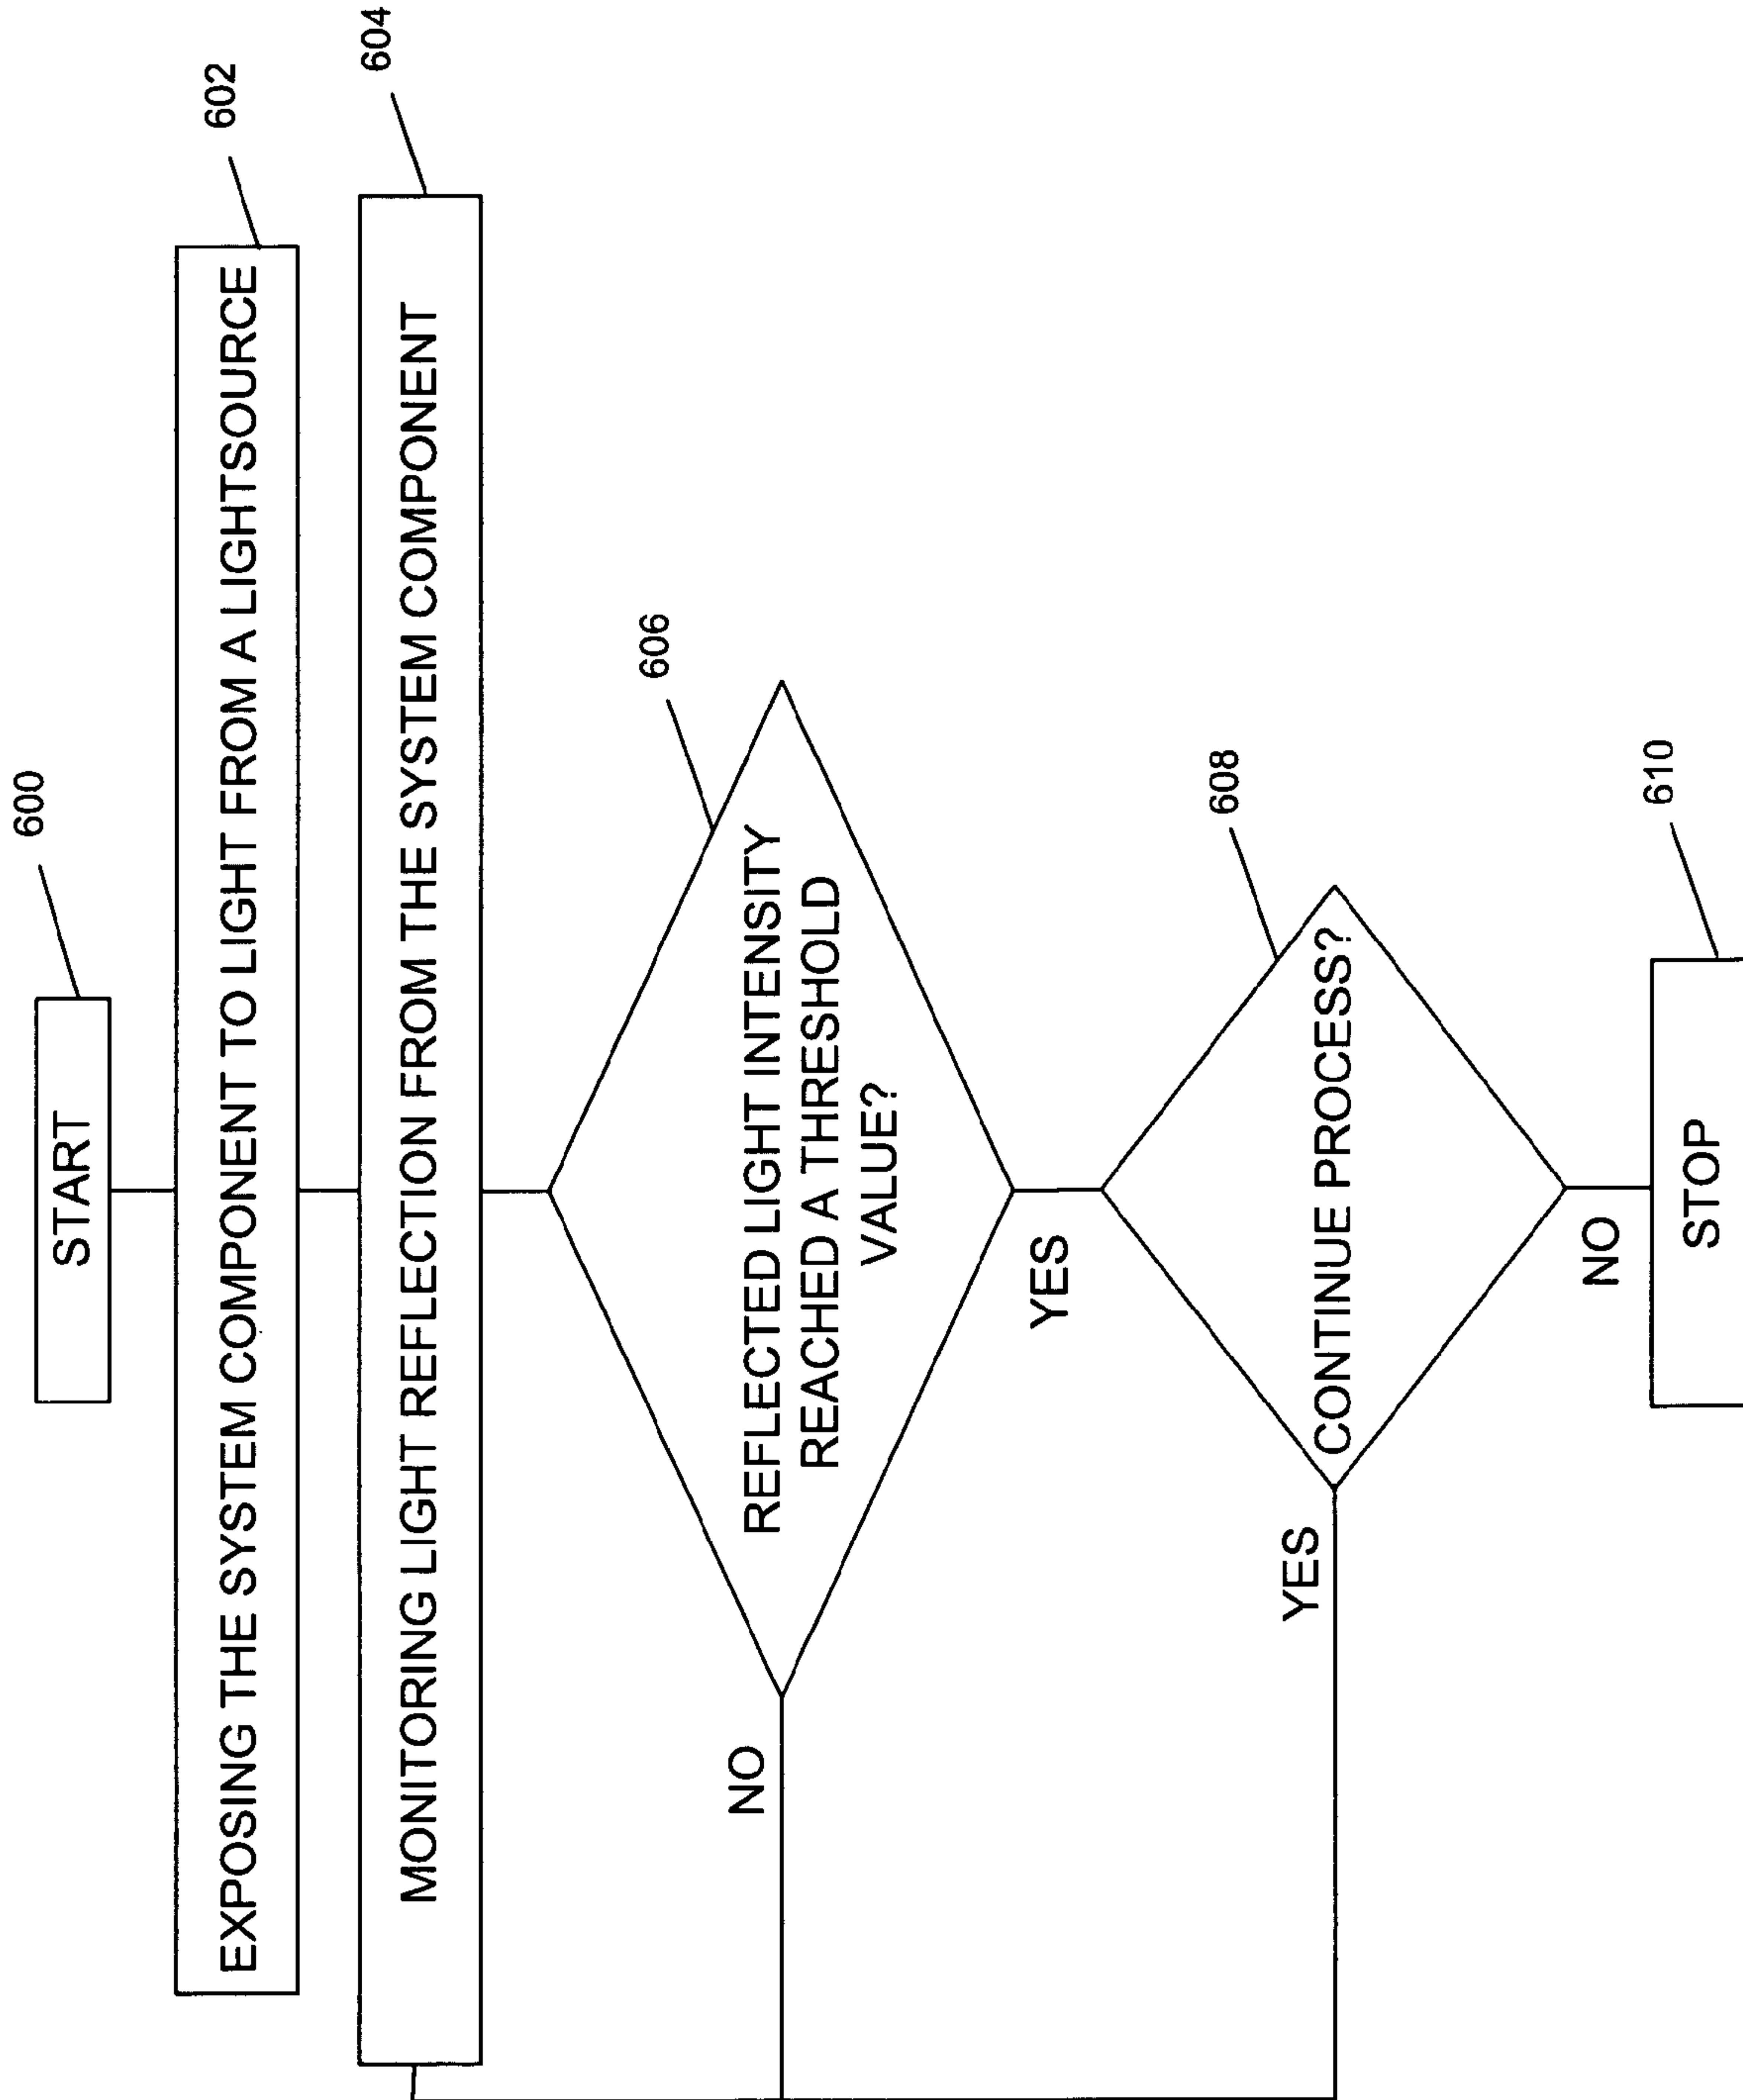 600
START
602
EXPOSING THE SYSTEM COMPONENT TO LIGHT FROM A LIGHTSOURCE
604
MONITORING LIGHT REFLECTION FROM THE SYSTEM COMPONENT
606
REFLECTED LIGHT INTENSITY
REACHED A THRESHOLD
VALUE?
NO
YES
608
CONTINUE PROCESS?
YES
NO
610
STOP